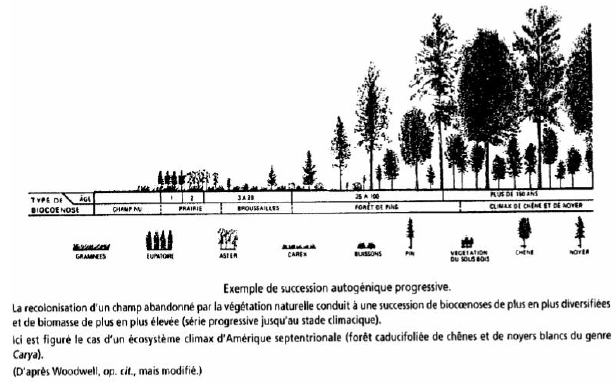 TYPE DE BIOCOENOSE
ÂGE
1 2 3 A 20 25 A 100 PLUS DE 150 ANS
CHAMP NU PRAIRIE BROUSSAILLES FORÊT DE PINS CLIMAX DE CHÊNE ET DE NOYER
GRAMINÉES EUPATOIRE ASTER CAREX BUISSONS PIN VÉGÉTATION DU SOUS BOIS CHÊNE NOYER
Exemple de succession autogénique progressive.
La recolonisation d'un champ abandonné par la végétation naturelle conduit à une succession de biocœnoses de plus en plus diversifiées
et de biomasse de plus en plus élevée (série progressive jusqu'au stade climacique).
Ici est figuré le cas d'un écosystème climax d'Amérique septentrionale (forêt caducifoliée de chênes et de noyers blancs du genre
Carya).
(D'après Woodwell, op. cit., mais modifié.)